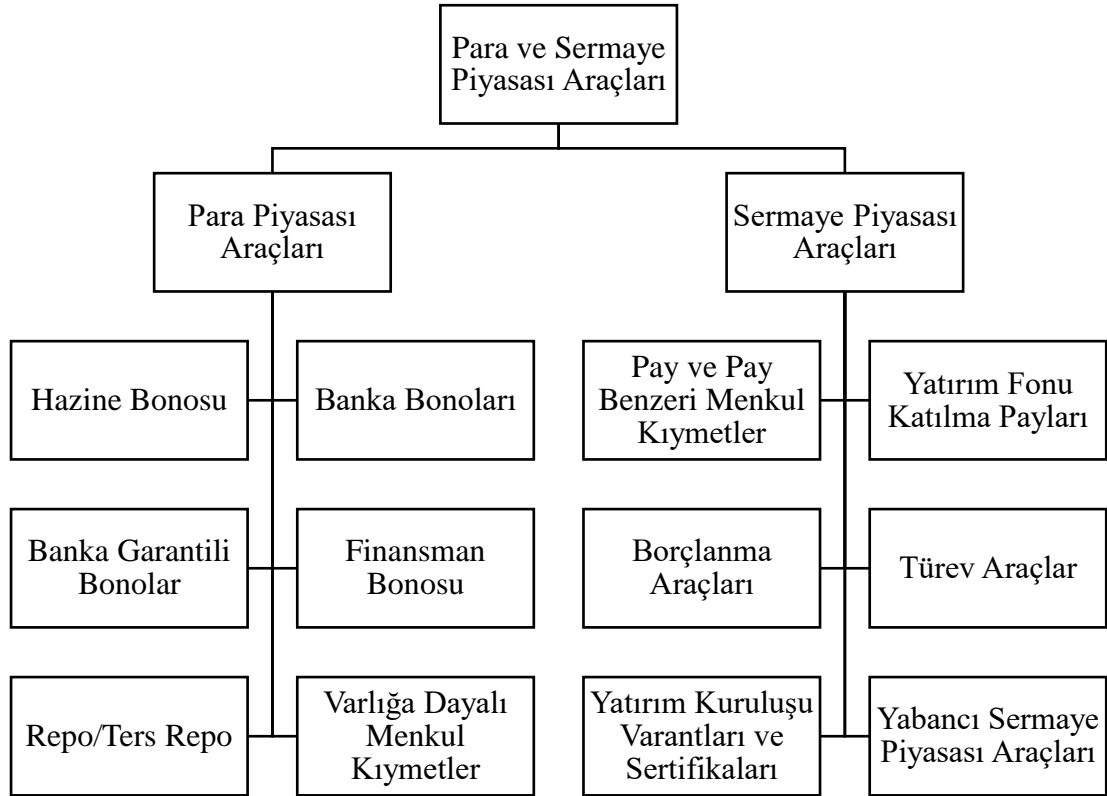 Para ve Sermaye
Piyasası Araçları
Para Piyasası
Araçları
Sermaye Piyasası
Araçları
Hazine Bonosu
Banka Bonoları
Pay ve Pay
Benzeri Menkul
Kıymetler
Yatırım Fonu
Katılma Payları
Banka Garantili
Bonolar
Finansman
Bonosu
Borçlanma
Araçları
Türev Araçlar
Repo/Ters Repo
Varlığa Dayalı
Menkul
Kıymetler
Yatırım Kuruluşu
Varantları ve
Sertifikaları
Yabancı Sermaye
Piyasası Araçları